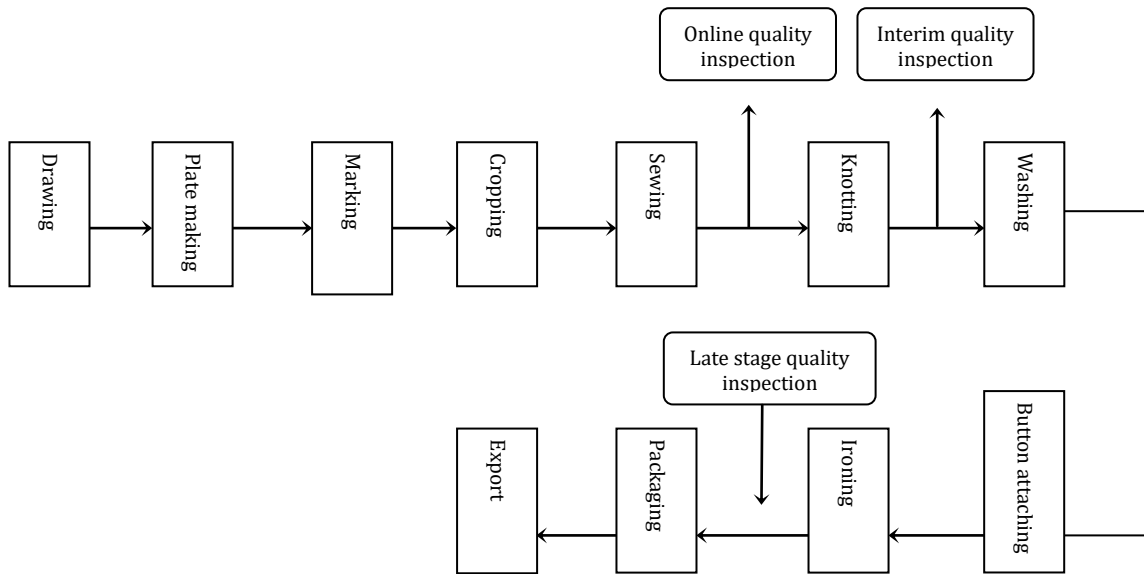 Online quality
inspection
Interim quality
inspection
Drawing
Plate making
Marking
Cropping
Sewing
Knotting
Washing
Late stage quality
inspection
Export
Packaging
Ironing
Button attaching